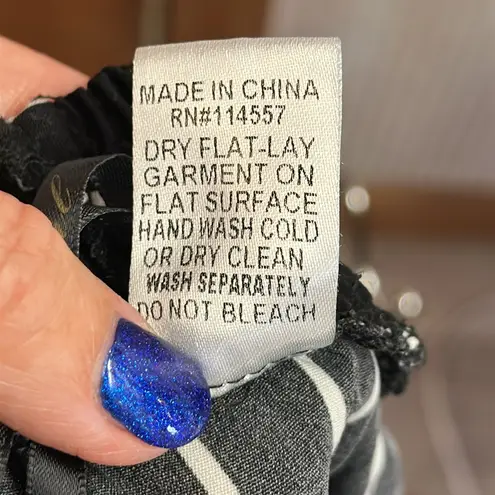 MADE IN CHINA
RN#114557
DRY FLAT-LAY
GARMENT ON
FLAT SURFACE
HAND WASH COLD
OR DRY CLEAN
WASH SEPARATELY
DO NOT BLEACH